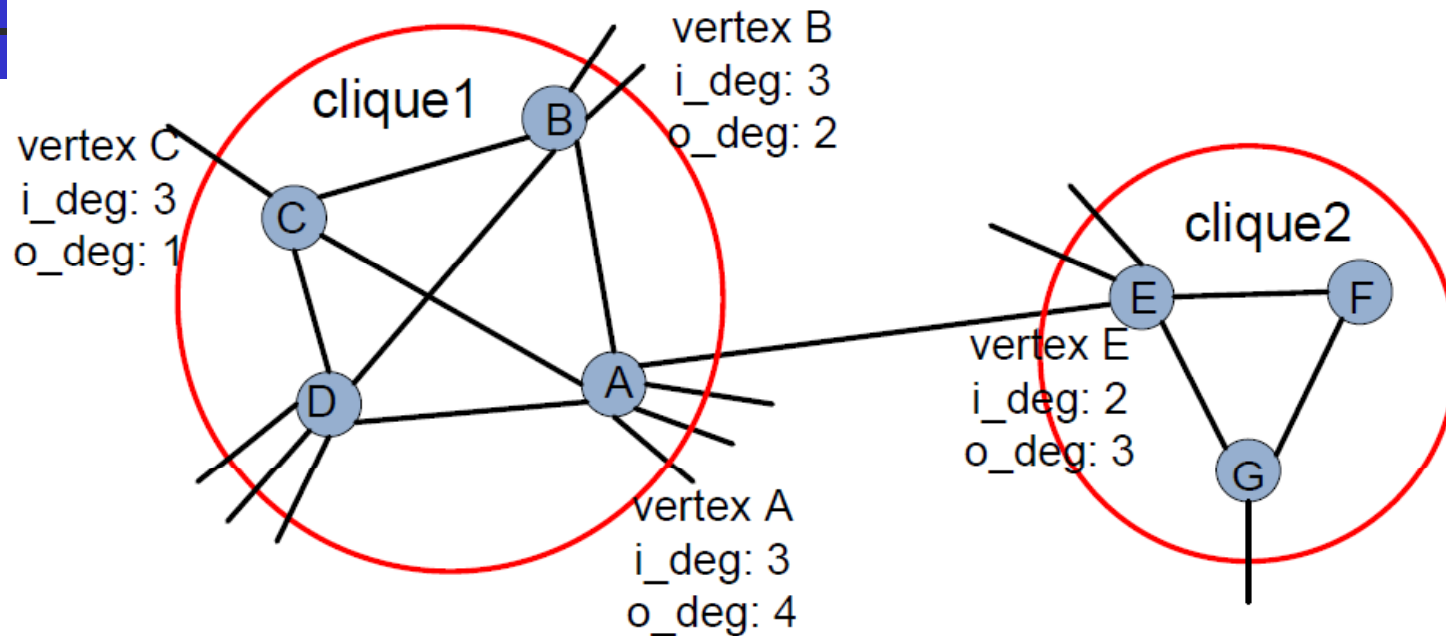 vertex B
i_deg: 3
o_deg: 2
clique1
B
vertex C
i_deg: 3
o_deg: 1
C
D
A
vertex A
i_deg: 3
o_deg: 4
clique2
E
F
vertex E
i_deg: 2
o_deg: 3
G